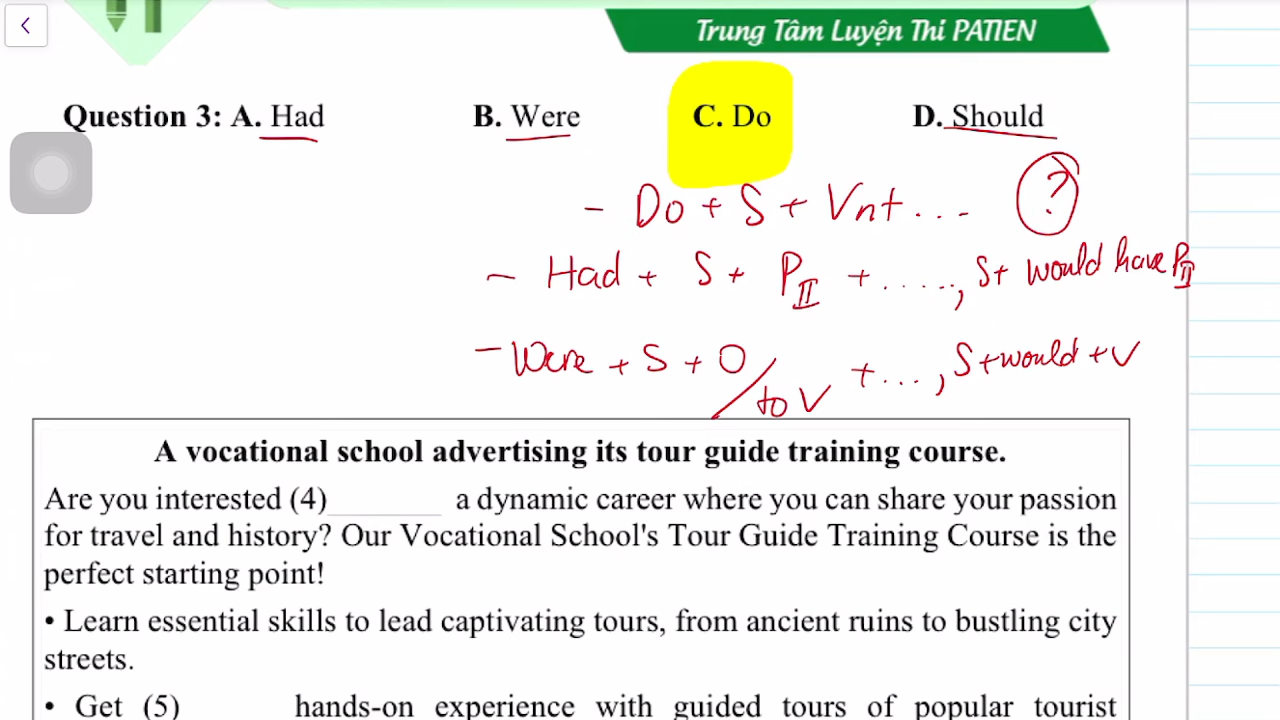 Trung Tâm Luyện Thi PATIEN
Question 3: A. Had B. Were C. Do D. Should
- Do + S + Vnt ... ?
- Had + S + PII + ....., S + would have PII
- Were + S + O/to V + ..., S + would + V
A vocational school advertising its tour guide training course.
Are you interested (4)________ a dynamic career where you can share your passion
for travel and history? Our Vocational School's Tour Guide Training Course is the
perfect starting point!
• Learn essential skills to lead captivating tours, from ancient ruins to bustling city
streets.
• Get (5) hands-on experience with guided tours of popular tourist